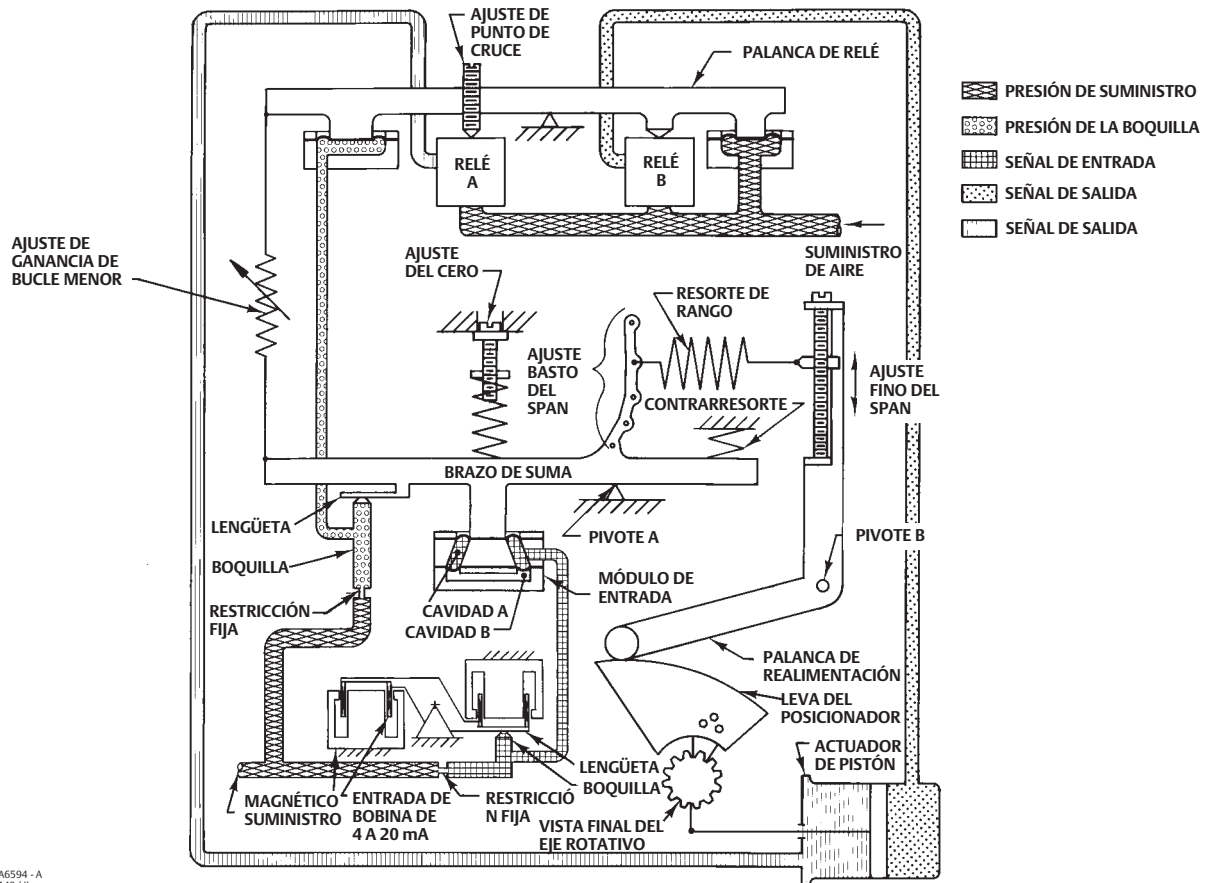 AJUSTE DE
PUNTO DE
CRUCE
PALANCA DE RELÉ
PRESIÓN DE SUMINISTRO
PRESIÓN DE LA BOQUILLA
SEÑAL DE ENTRADA
SEÑAL DE SALIDA
SEÑAL DE SALIDA
RELÉ
A
RELÉ
B
AJUSTE DE
GANANCIA DE
BUCLE MENOR
AJUSTE
DEL CERO
SUMINISTRO
DE AIRE
RESORTE DE
RANGO
AJUSTE
BASTO
DEL
SPAN
AJUSTE
FINO DEL
SPAN
CONTRARRESORTE
BRAZO DE SUMA
LENGÜETA
PIVOTE A
PIVOTE B
BOQUILLA
MÓDULO DE
ENTRADA
RESTRICCIÓN
FIJA
CAVIDAD A
CAVIDAD B
PALANCA DE
REALIMENTACIÓN
LEVA DEL
POSICIONADOR
ACTUADOR
DE PISTÓN
LENGÜETA
BOQUILLA
MAGNÉTICO
SUMINISTRO
ENTRADA DE
BOBINA DE
4 A 20 mA
RESTRICCIÓ
N FIJA
VISTA FINAL DEL
EJE ROTATIVO
A6594 - A